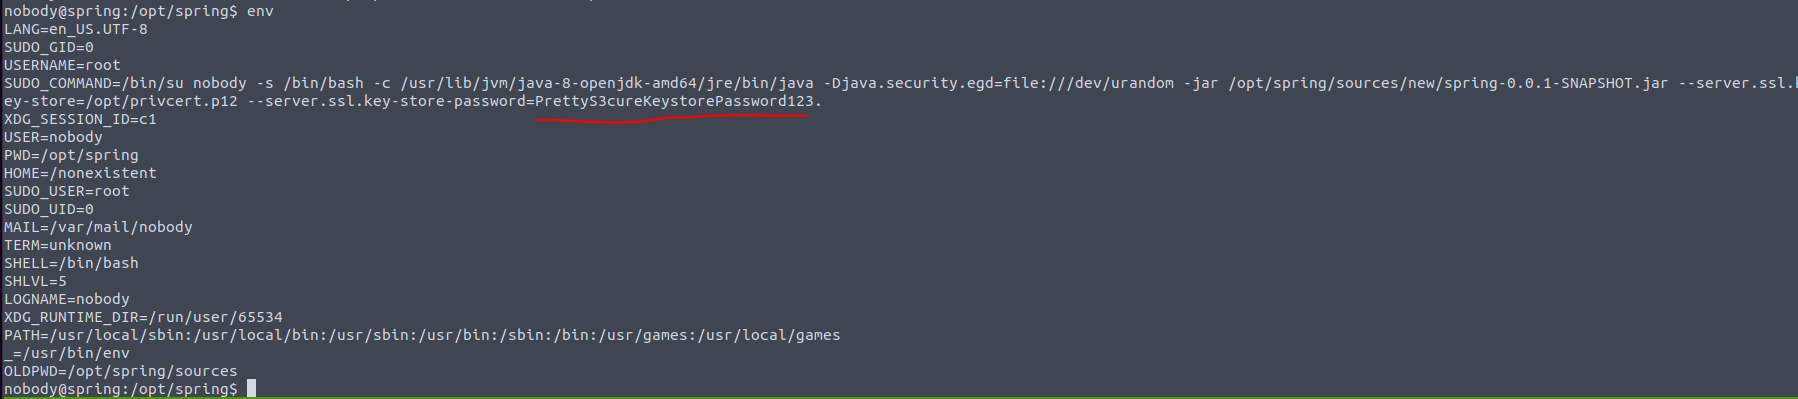 nobody@spring:/opt/spring$ env
LANG=en_US.UTF-8
SUDO_GID=0
USERNAME=root
SUDO_COMMAND=/bin/su nobody -s /bin/bash -c /usr/lib/jvm/java-8-openjdk-amd64/jre/bin/java -Djava.security.egd=file:///dev/urandom -jar /opt/spring/sources/new/spring-0.0.1-SNAPSHOT.jar --server.ssl.k
ey-store=/opt/privcert.p12 --server.ssl.key-store-password=PrettyS3cureKeystorePassword123.
XDG_SESSION_ID=c1
USER=nobody
PWD=/opt/spring
HOME=/nonexistent
SUDO_USER=root
SUDO_UID=0
MAIL=/var/mail/nobody
TERM=unknown
SHELL=/bin/bash
SHLVL=5
LOGNAME=nobody
XDG_RUNTIME_DIR=/run/user/65534
PATH=/usr/local/sbin:/usr/local/bin:/usr/sbin:/usr/bin:/sbin:/bin:/usr/games:/usr/local/games
_=/usr/bin/env
OLDPWD=/opt/spring/sources
nobody@spring:/opt/spring$